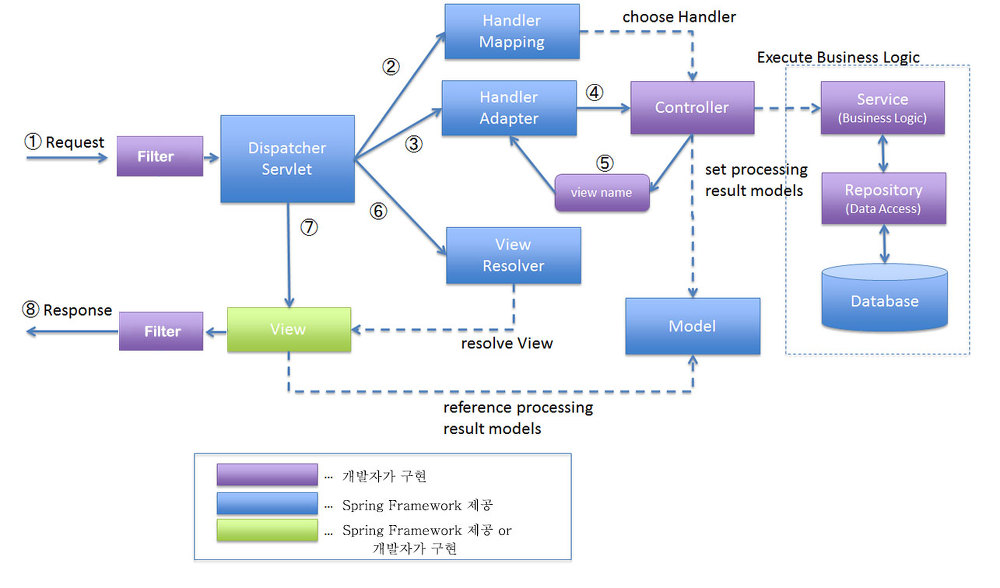 Handler
Mapping
choose Handler
Execute Business Logic
②
Handler
Adapter
④
Controller
Service
(Business Logic)
① Request
Filter
Dispatcher
Servlet
③
⑤
view name
set processing
result models
Repository
(Data Access)
⑥
⑦
View
Resolver
⑧ Response
Filter
View
resolve View
Model
Database
reference processing
result models
... 개발자가 구현
... Spring Framework 제공
... Spring Framework 제공 or
개발자가 구현